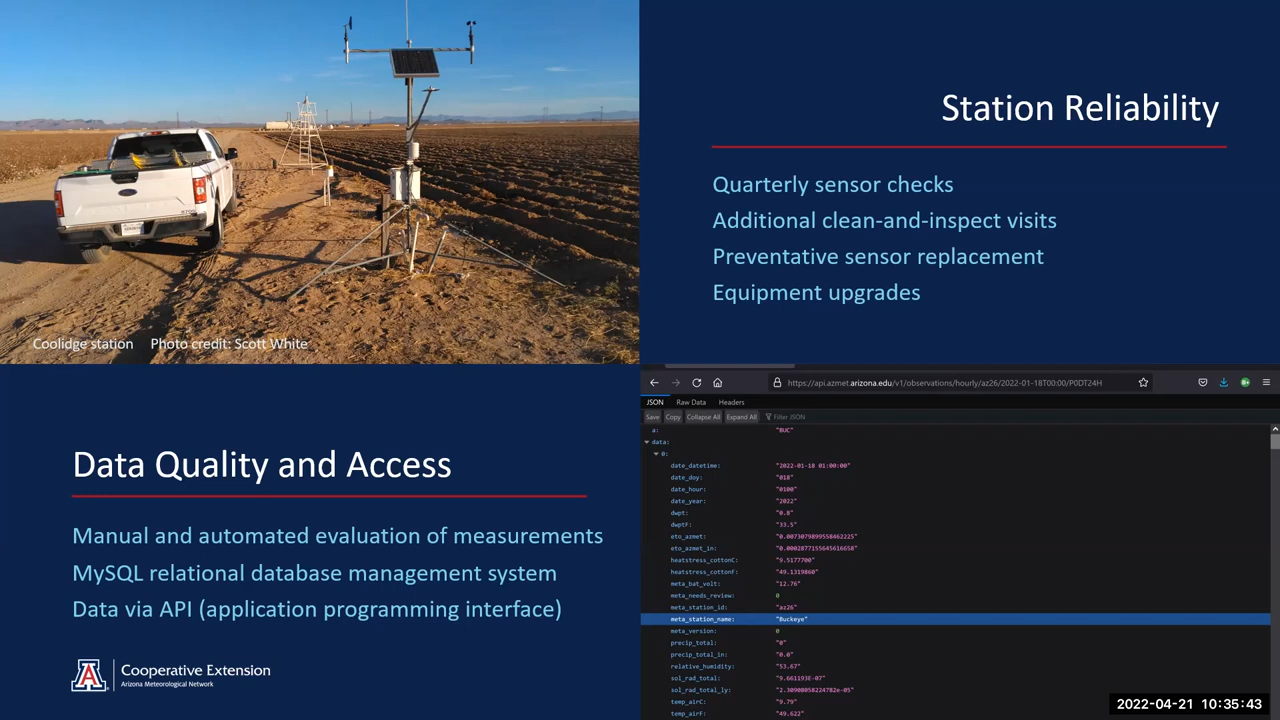 Coolidge station Photo credit: Scott White
Station Reliability
Quarterly sensor checks
Additional clean-and-inspect visits
Preventative sensor replacement
Equipment upgrades
Data Quality and Access
Manual and automated evaluation of measurements
MySQL relational database management system
Data via API (application programming interface)
A
Cooperative Extension
Arizona Meteorological Network
https://api.azmet.arizona.edu/v1/observations/hourly/az26/2022-01-18T00:00/P0DT24H
JSON Raw Data Headers
Save Copy Collapse All Expand All Filter JSON
a: "BUC"
data:
0:
date_datetime: "2022-01-18 01:00:00"
date_doy: "018"
date_hour: "0100"
date_year: "2022"
dwpt: "0.8"
dwptF: "33.5"
eto_azmet: "0.0073079899558462225"
eto_azmet_in: "0.0002877155645616658"
heatstress_cottonC: "9.5177700"
heatstress_cottonF: "49.1319860"
meta_bat_volt: "12.76"
meta_needs_review: 0
meta_station_id: "az26"
meta_station_name: "Buckeye"
meta_version: 0
precip_total: "0"
precip_total_in: "0.0"
relative_humidity: "53.67"
sol_rad_total: "9.661193E-07"
sol_rad_total_ly: "2.30908058224782e-05"
temp_airC: "9.79"
temp_airF: "49.622"
2022-04-21 10:35:43